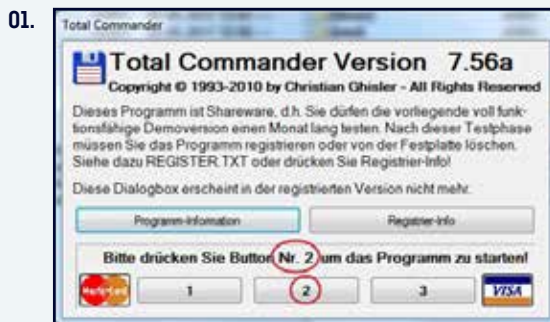 01.
Total Commander
Total Commander Version 7.56a
Copyright © 1993-2010 by Christian Ghisler - All Rights Reserved
Dieses Programm ist Shareware, d.h. Sie dürfen die vorliegende voll funk-
tionsfähige Demoversion einen Monat lang testen. Nach dieser Testphase
müssen Sie das Programm registrieren oder von der Festplatte löschen.
Siehe dazu REGISTER.TXT oder drücken Sie Registrier-Info!
Diese Dialogbox erscheint in der registrierten Version nicht mehr.
Programm-Information Registrier-Info
Bitte drücken Sie Button Nr. 2 um das Programm zu starten!
MasterCard 1 2 3 VISA